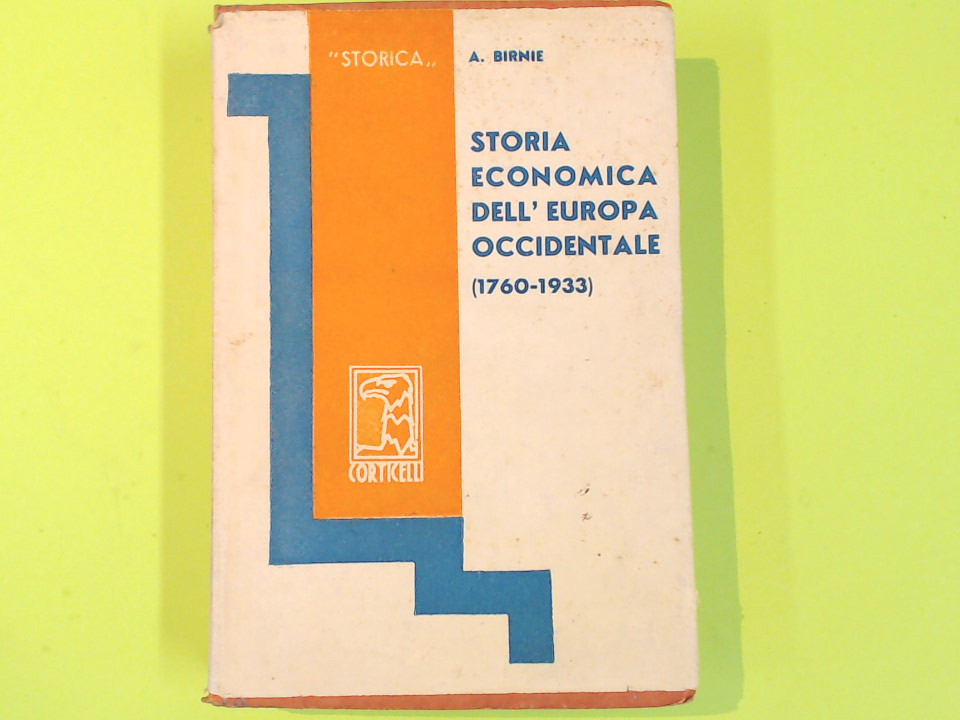 "STORICA„
A. BIRNIE
STORIA
ECONOMICA
DELL' EUROPA
OCCIDENTALE
(1760-1933)
CORTICELLI